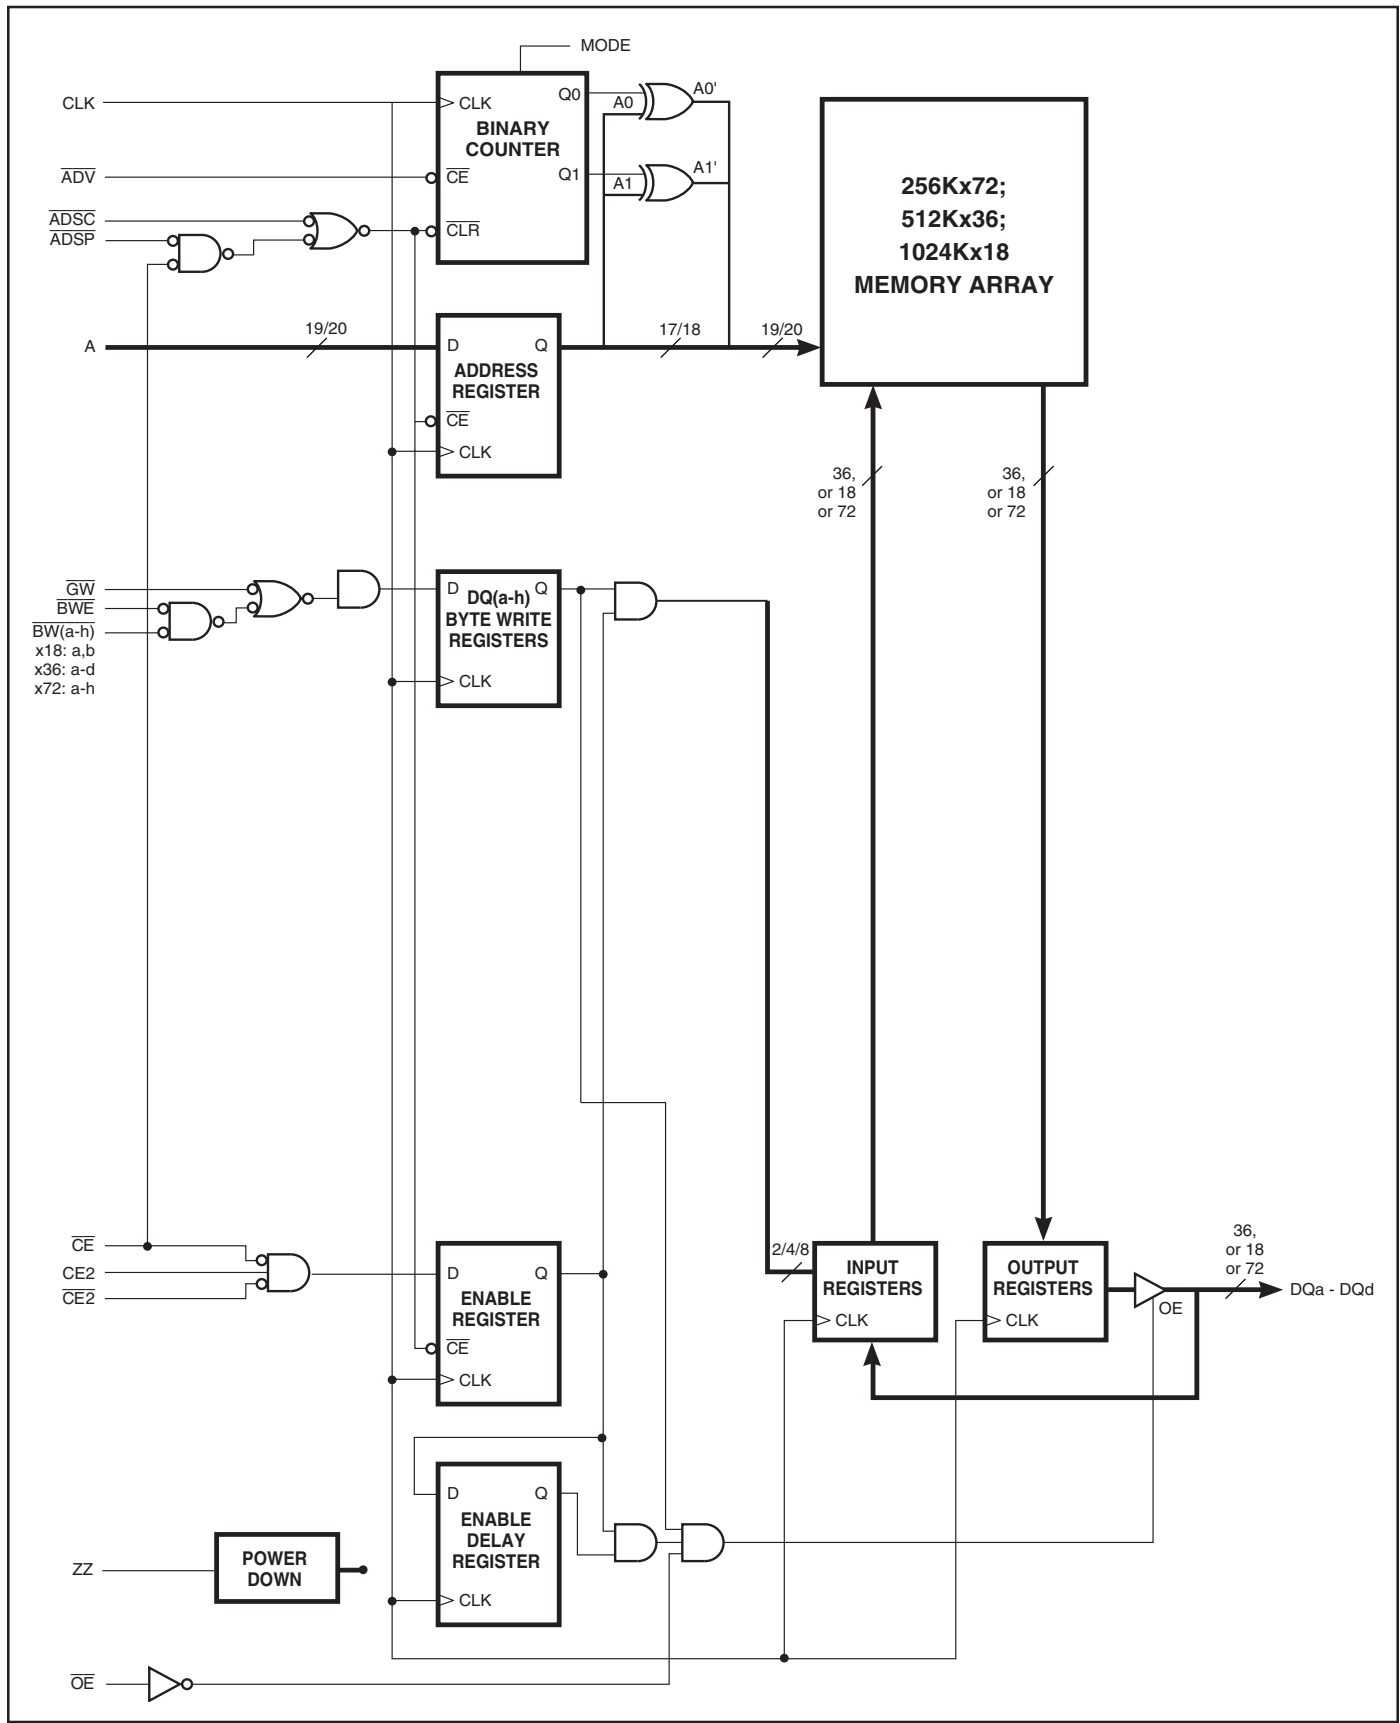 MODE
CLK
CLK
Q0
A0
A0'
BINARY
COUNTER
ADV
CE
Q1
A1
A1'
ADSC
ADSP
CLR
256Kx72;
512Kx36;
1024Kx18
MEMORY ARRAY
A
19/20
D
Q
17/18
19/20
ADDRESS
REGISTER
CE
CLK
36,
or 18
or 72
36,
or 18
or 72
GW
BWE
BW(a-h)
x18: a,b
x36: a-d
x72: a-h
D
Q
DQ(a-h)
BYTE WRITE
REGISTERS
CLK
CE
CE2
CE2
D
Q
ENABLE
REGISTER
CE
CLK
2/4/8
INPUT
REGISTERS
CLK
OUTPUT
REGISTERS
CLK
OE
36,
or 18
or 72
DQa - DQd
D
Q
ENABLE
DELAY
REGISTER
CLK
ZZ
POWER
DOWN
OE